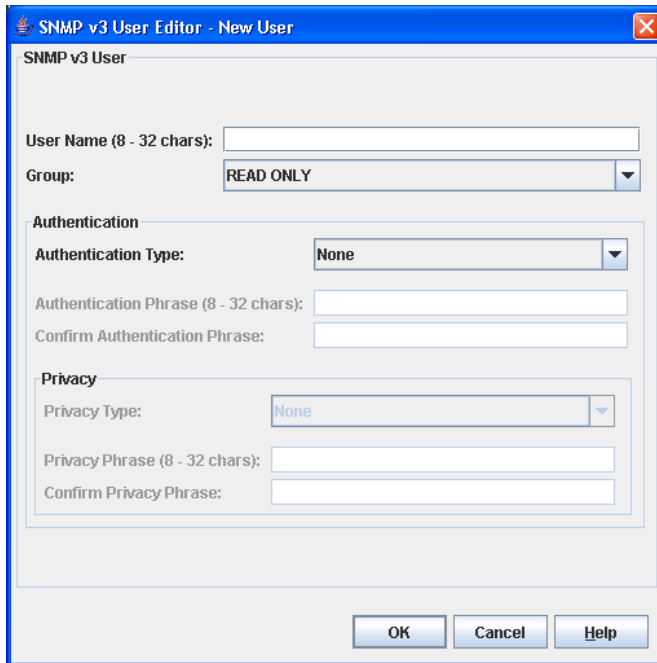 SNMP v3 User Editor - New User
SNMP v3 User
User Name (8 - 32 chars):
Group: READ ONLY
Authentication
Authentication Type: None
Authentication Phrase (8 - 32 chars):
Confirm Authentication Phrase:
Privacy
Privacy Type: None
Privacy Phrase (8 - 32 chars):
Confirm Privacy Phrase:
OK Cancel Help